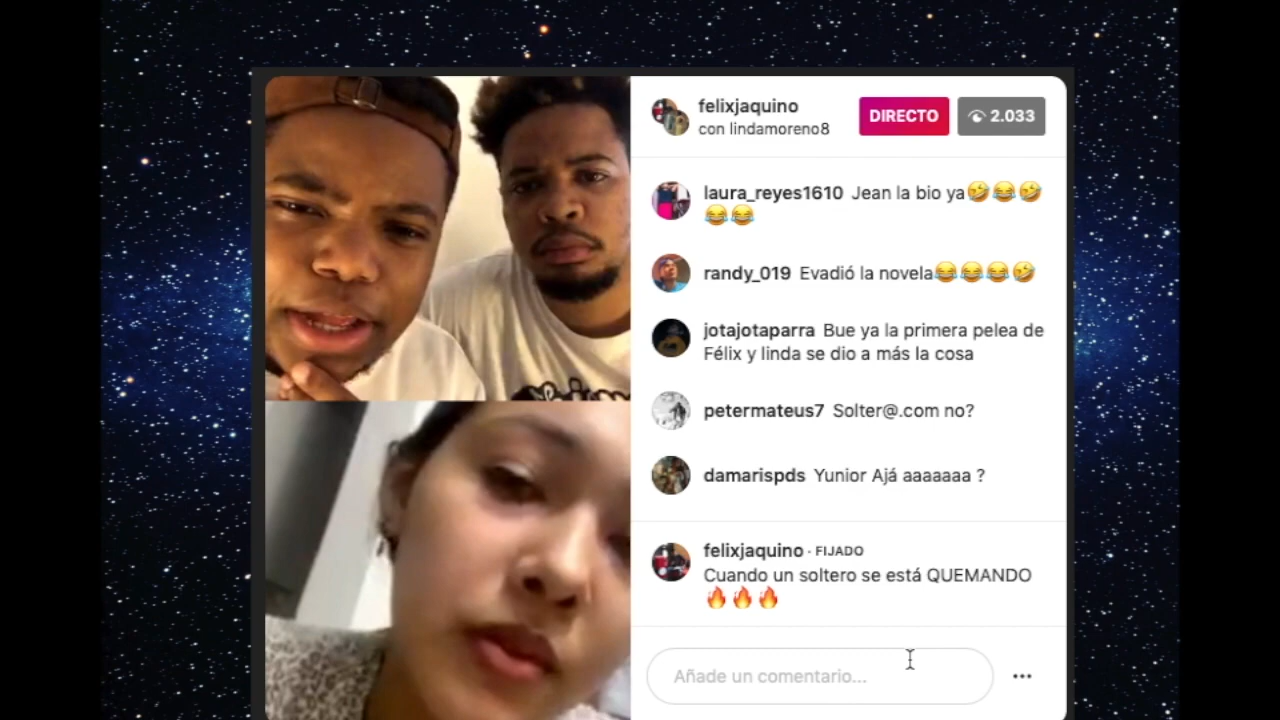 felixjaquino
con lindamoreno8
DIRECTO
2.033
laura_reyes1610 Jean la bio ya🤣😂🤣
😂😂
randy_019 Evadió la novela😂😂😂🤣
jotajotaparra Bue ya la primera pelea de
Félix y linda se dio a más la cosa
petermateus7 Solter@.com no?
damarispds Yunior Ajá aaaaaaa ?
felixjaquino · FIJADO
Cuando un soltero se está QUEMANDO
🔥🔥🔥
Añade un comentario...